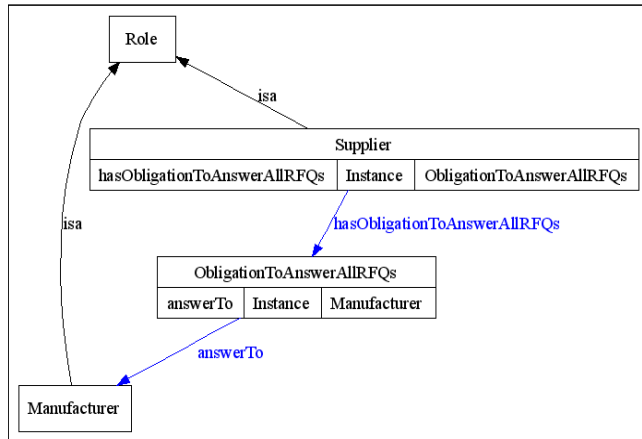 Role
isa
Supplier
hasObligationToAnswerAllRFQs Instance ObligationToAnswerAllRFQs
isa
hasObligationToAnswerAllRFQs
ObligationToAnswerAllRFQs
answerTo Instance Manufacturer
answerTo
Manufacturer